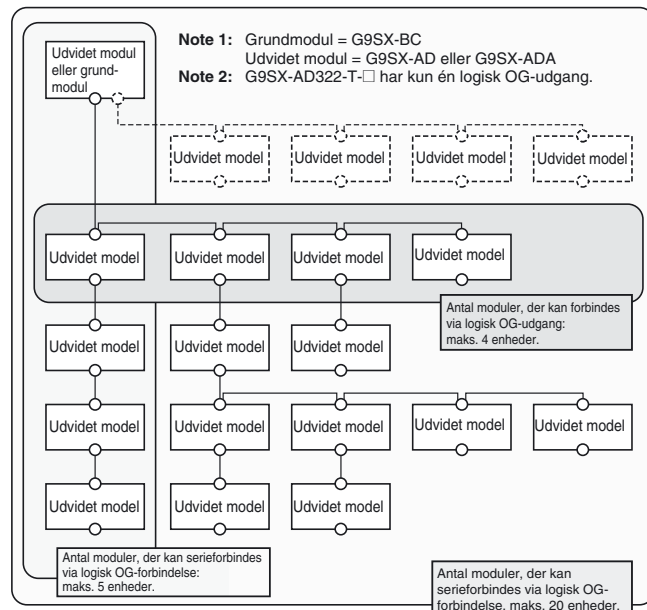 Udvidet modul
eller grund-
modul
Note 1: Grundmodul = G9SX-BC
Udvidet modul = G9SX-AD eller G9SX-ADA
Note 2: G9SX-AD322-T-□ har kun én logisk OG-udgang.
Udvidet model Udvidet model Udvidet model Udvidet model
Udvidet model Udvidet model Udvidet model Udvidet model
Antal moduler, der kan forbindes
via logisk OG-udgang:
maks. 4 enheder.
Udvidet model Udvidet model Udvidet model
Udvidet model Udvidet model Udvidet model Udvidet model Udvidet model
Udvidet model Udvidet model Udvidet model
Antal moduler, der kan serieforbindes
via logisk OG-forbindelse:
maks. 5 enheder.
Antal moduler, der kan
serieforbindes via logisk OG-
forbindelse, maks. 20 enheder.